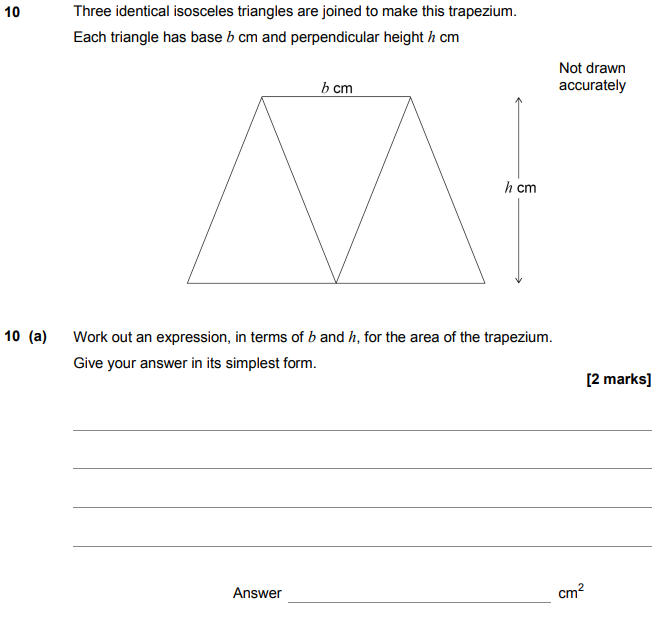 10 Three identical isosceles triangles are joined to make this trapezium.
Each triangle has base b cm and perpendicular height h cm
Not drawn
accurately
b cm
h cm
10 (a) Work out an expression, in terms of b and h, for the area of the trapezium.
Give your answer in its simplest form.
[2 marks]
Answer cm²